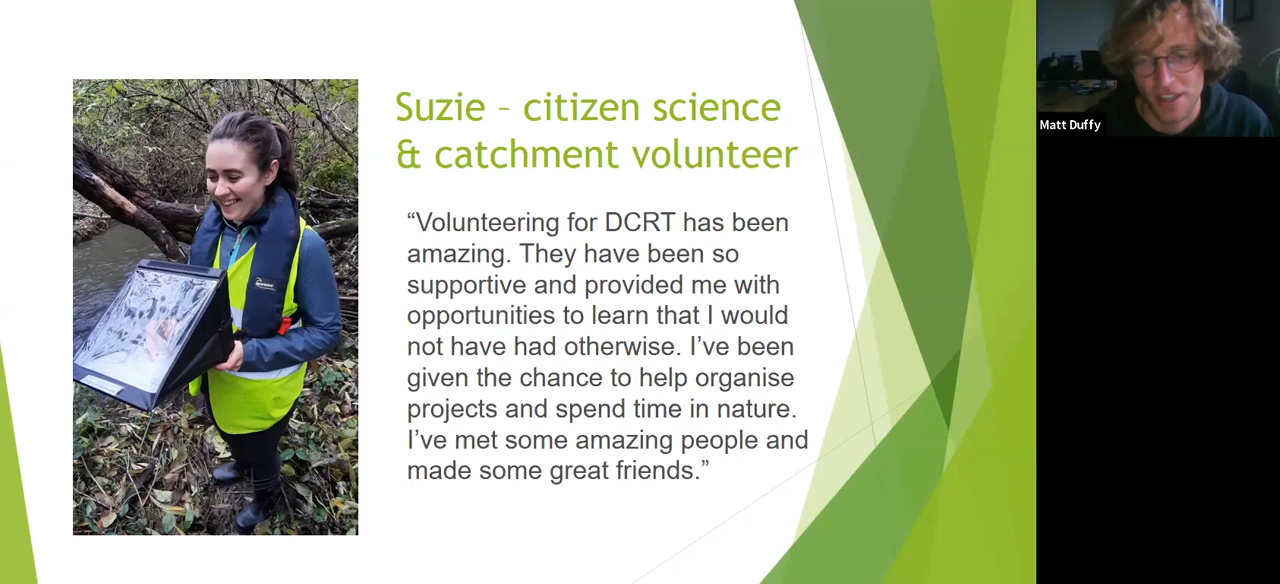 Suzie – citizen science
& catchment volunteer
“Volunteering for DCRT has been
amazing. They have been so
supportive and provided me with
opportunities to learn that I would
not have had otherwise. I’ve been
given the chance to help organise
projects and spend time in nature.
I’ve met some amazing people and
made some great friends.”
Matt Duffy